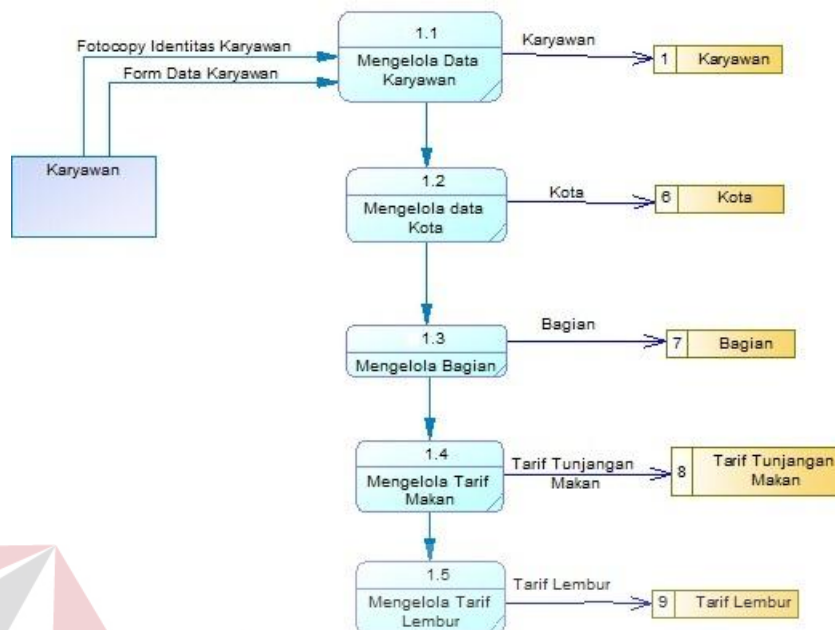 1.1
Mengelola Data
Karyawan
Fotocopy Identitas Karyawan
Form Data Karyawan
Karyawan
1 Karyawan
Karyawan
1.2
Mengelola data
Kota
Kota
6 Kota
1.3
Mengelola Bagian
Bagian
7 Bagian
1.4
Mengelola Tarif
Makan
Tarif Tunjangan
Makan
8 Tarif Tunjangan
Makan
1.5
Mengelola Tarif
Lembur
Tarif Lembur
9 Tarif Lembur